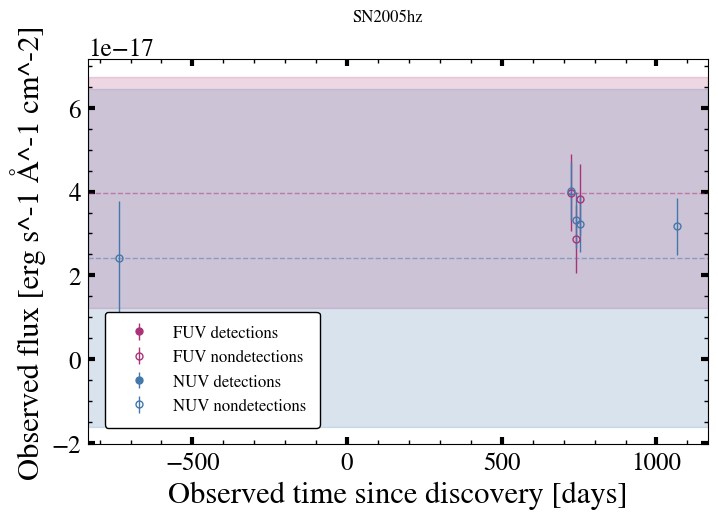 SN2005hz
1e−17
Observed flux [erg s^-1 Å^-1 cm^-2]
6
4
2
0
−2
FUV detections
FUV nondetections
NUV detections
NUV nondetections
−500
0
500
1000
Observed time since discovery [days]